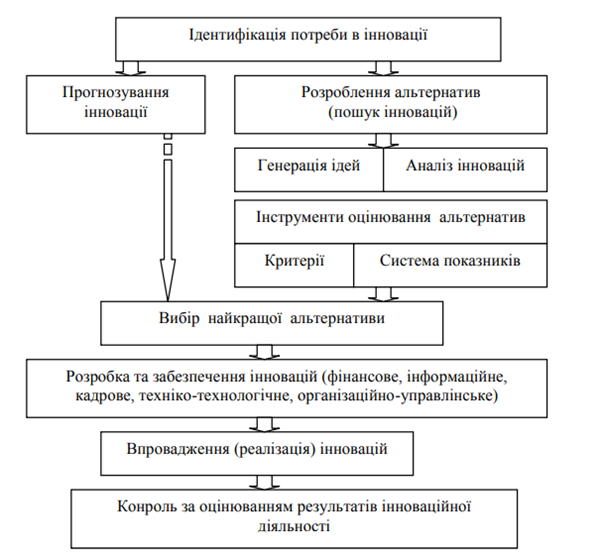 Ідентифікація потреби в інновації
Прогнозування
інновації
Розроблення альтернатив
(пошук інновацій)
Генерація ідей
Аналіз інновацій
Інструменти оцінювання альтернатив
Критерії
Система показників
Вибір найкращої альтернативи
Розробка та забезпечення інновацій (фінансове, інформаційне,
кадрове, техніко-технологічне, організаційно-управлінське)
Впровадження (реалізація) інновацій
Конроль за оцінюванням результатів інноваційної
діяльності